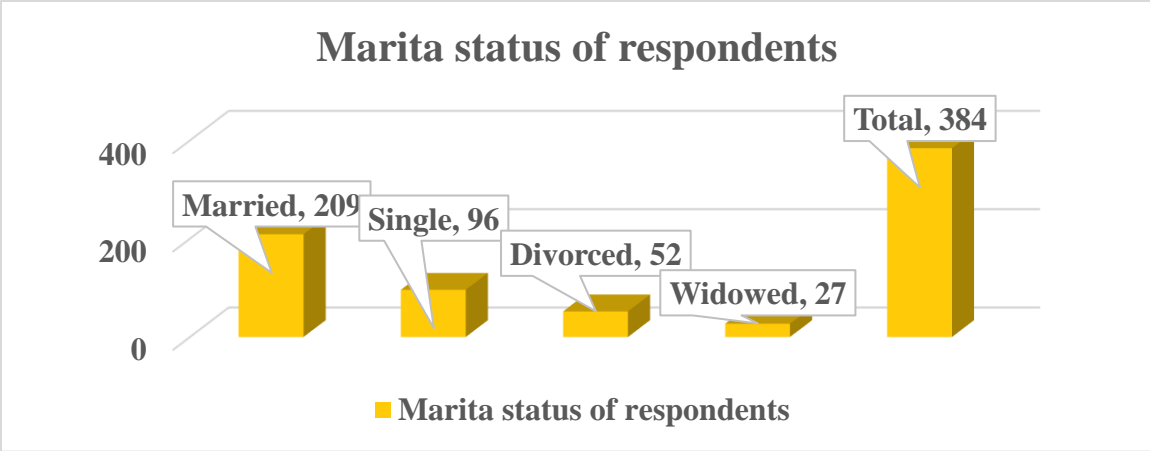 Marita status of respondents
400
200
0
Married, 209
Single, 96
Divorced, 52
Widowed, 27
Total, 384
Marita status of respondents